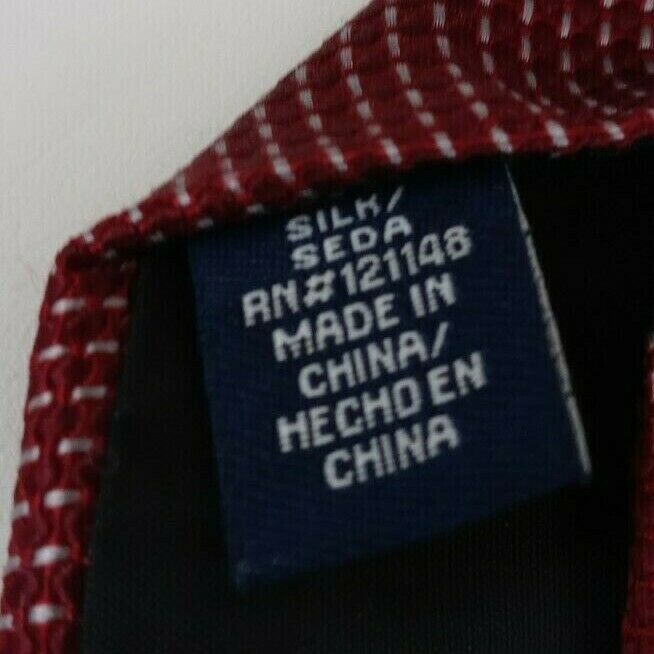 SILK/
SEDA
RN#121148
MADE IN
CHINA/
HECHO EN
CHINA